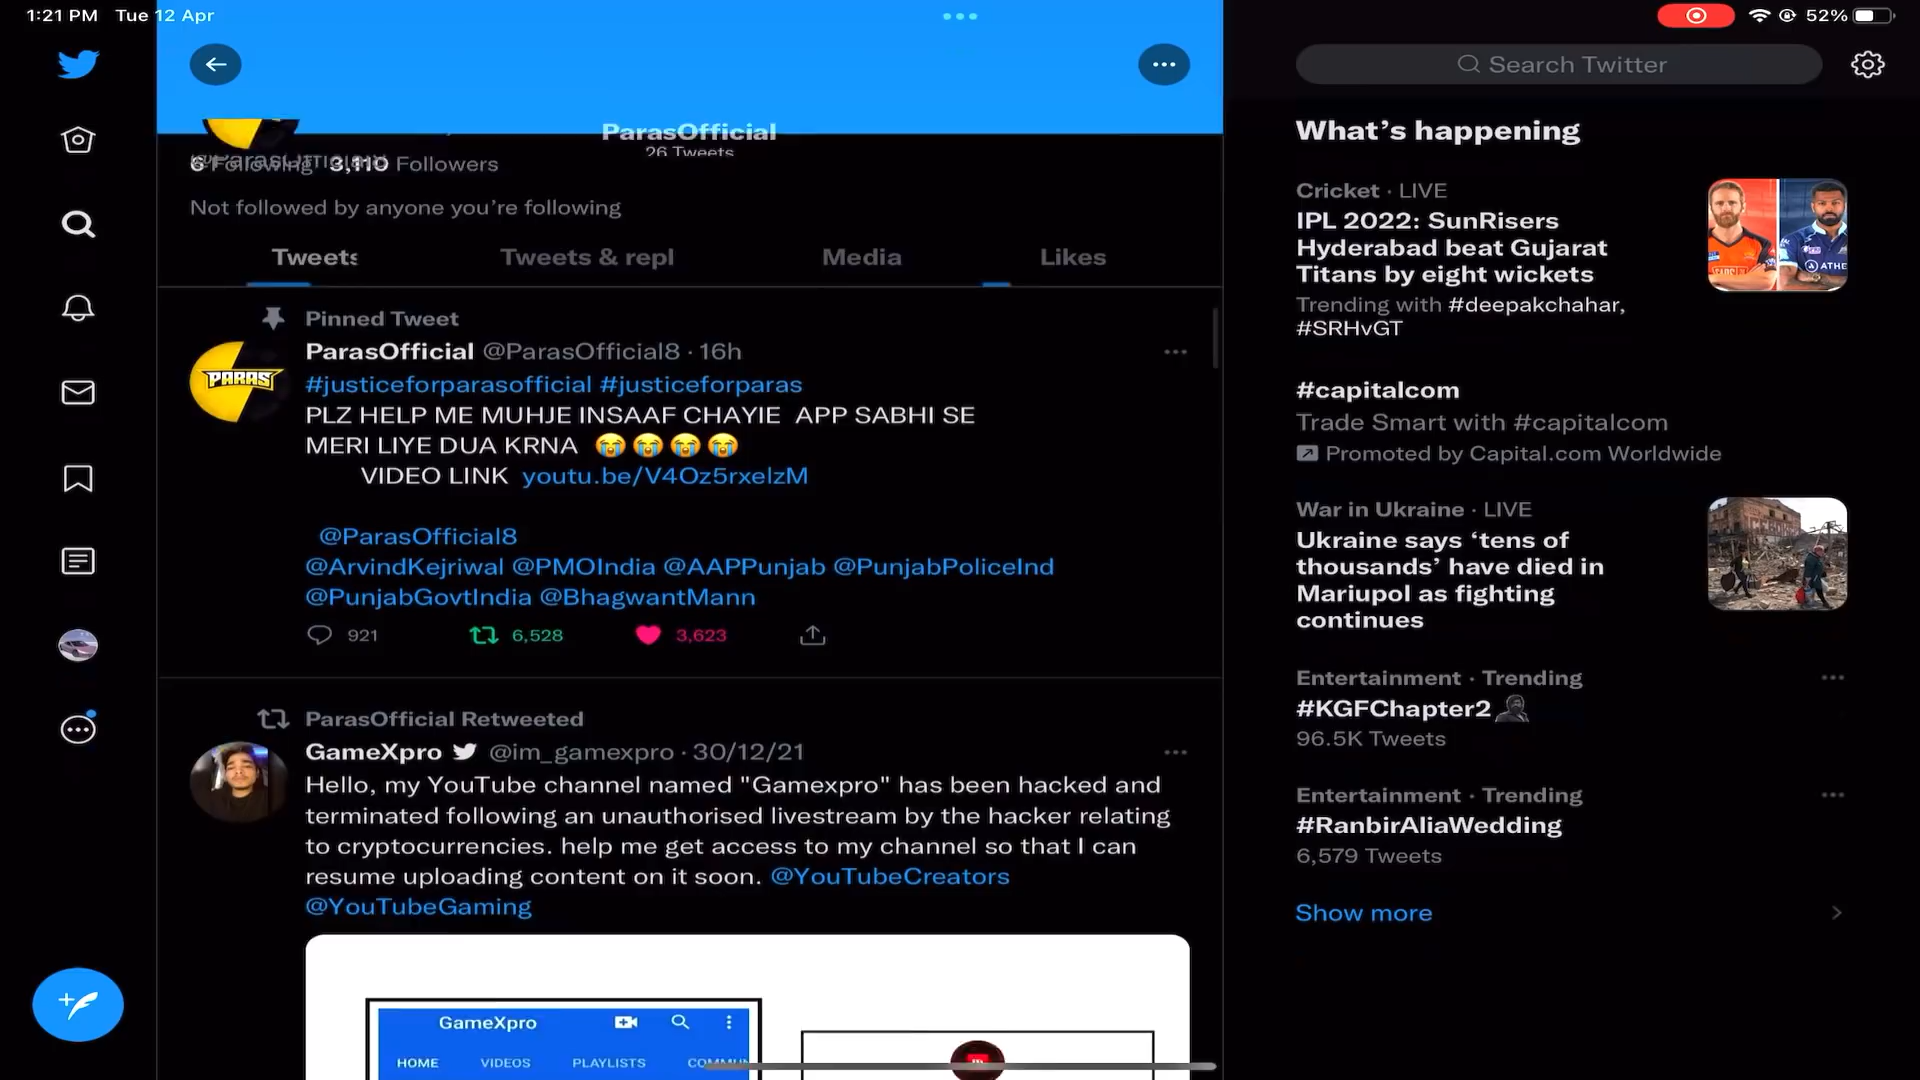 1:21 PM Tue 12 Apr
52%
Search Twitter
ParasOfficial
26 Tweets
6 Following 3,110 Followers
Not followed by anyone you’re following
Tweets Tweets & repl Media Likes
Pinned Tweet
ParasOfficial @ParasOfficial8 · 16h
PARAS
#justiceforparasofficial #justiceforparas
PLZ HELP ME MUHJE INSAAF CHAYIE APP SABHI SE
MERI LIYE DUA KRNA 😭😭😭😭
VIDEO LINK youtu.be/V4Oz5rxelzM
@ParasOfficial8
@ArvindKejriwal @PMOIndia @AAPPunjab @PunjabPoliceInd
@PunjabGovtIndia @BhagwantMann
921 6,528 3,623
ParasOfficial Retweeted
GameXpro @im_gamexpro · 30/12/21
Hello, my YouTube channel named "Gamexpro" has been hacked and
terminated following an unauthorised livestream by the hacker relating
to cryptocurrencies. help me get access to my channel so that I can
resume uploading content on it soon. @YouTubeCreators
@YouTubeGaming
GameXpro
HOME VIDEOS PLAYLISTS COMMUN
What’s happening
Cricket · LIVE
IPL 2022: SunRisers
Hyderabad beat Gujarat
Titans by eight wickets
Trending with #deepakchahar,
#SRHvGT
#capitalcom
Trade Smart with #capitalcom
Promoted by Capital.com Worldwide
War in Ukraine · LIVE
Ukraine says ‘tens of
thousands’ have died in
Mariupol as fighting
continues
Entertainment · Trending
#KGFChapter2
96.5K Tweets
Entertainment · Trending
#RanbirAliaWedding
6,579 Tweets
Show more